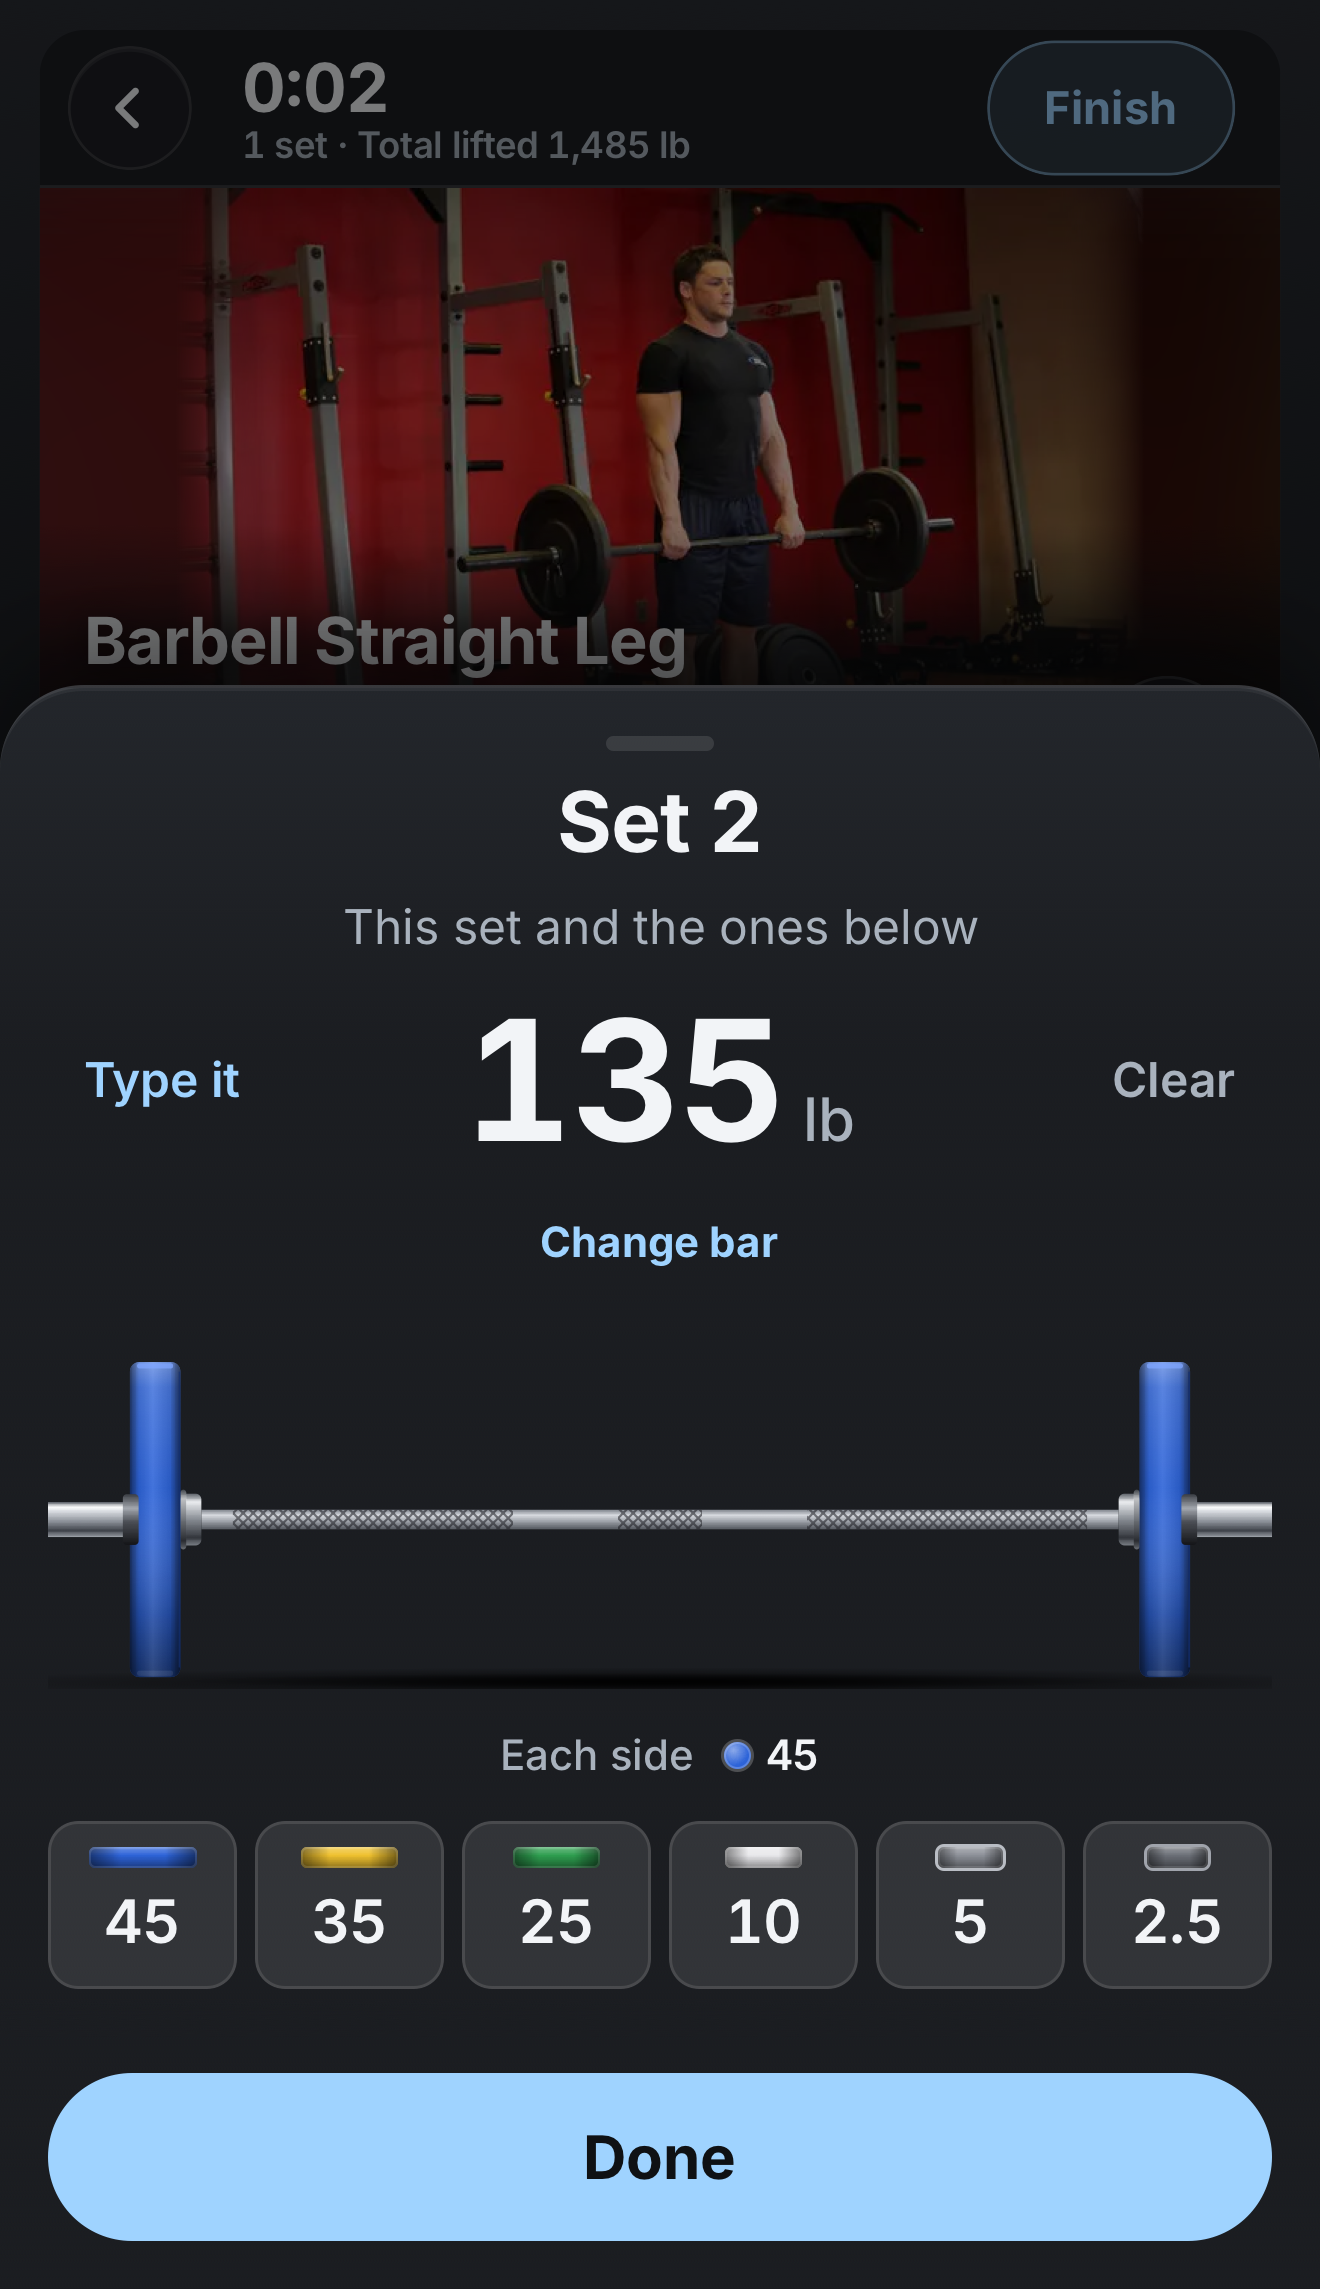 0:02
1 set · Total lifted 1,485 lb
Finish
Barbell Straight Leg
Set 2
This set and the ones below
Type it
135 lb
Clear
Change bar
Each side 45
45
35
25
10
5
2.5
Done